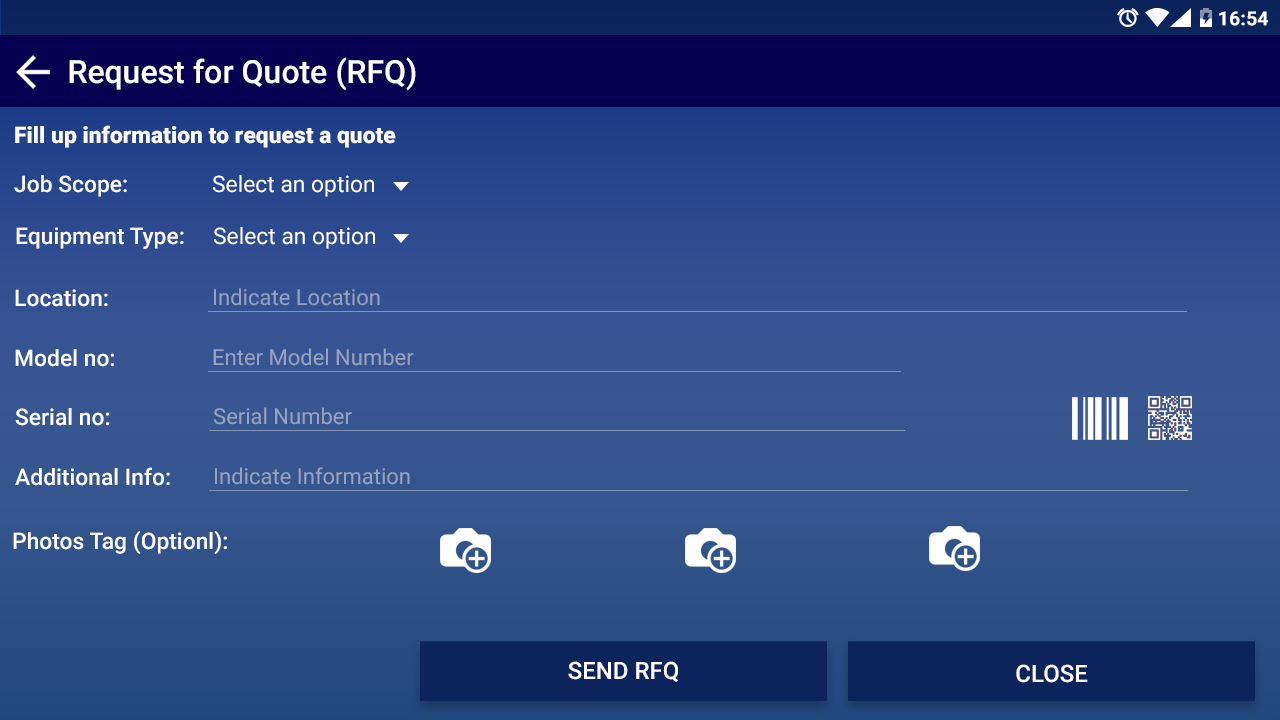 16:54
Request for Quote (RFQ)
Fill up information to request a quote
Job Scope: Select an option
Equipment Type: Select an option
Location: Indicate Location
Model no: Enter Model Number
Serial no: Serial Number
Additional Info: Indicate Information
Photos Tag (Optionl):
SEND RFQ CLOSE